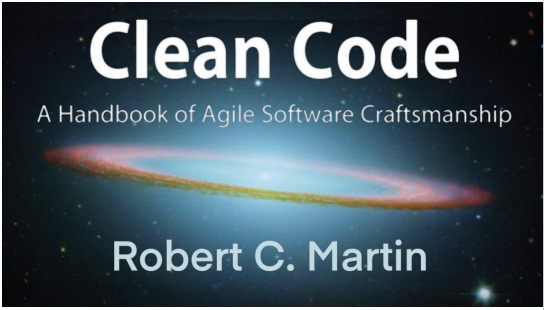 Clean Code
A Handbook of Agile Software Craftsmanship
Robert C. Martin